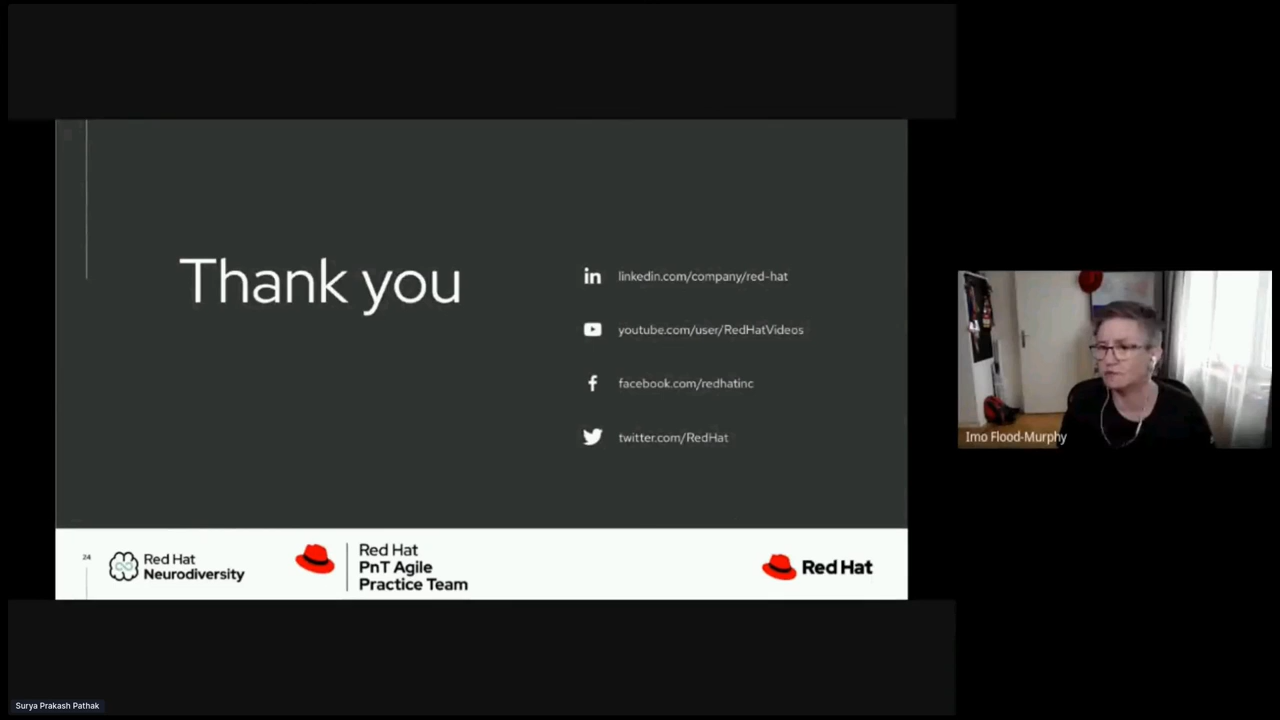 Thank you
linkedin.com/company/red-hat
youtube.com/user/RedHatVideos
facebook.com/redhatinc
twitter.com/RedHat
24
Red Hat
Neurodiversity
Red Hat
PnT Agile
Practice Team
Red Hat
Imo Flood-Murphy
Surya Prakash Pathak